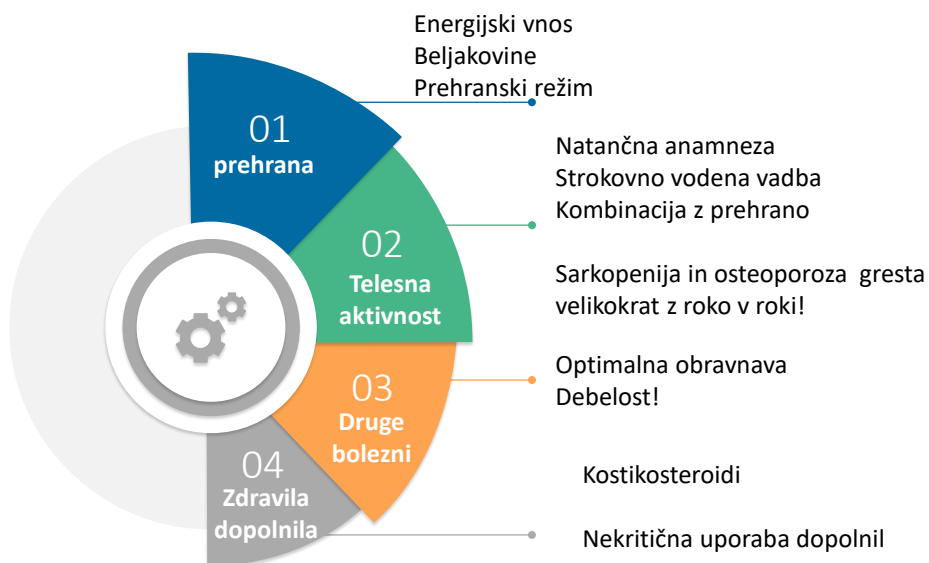 Energijski vnos
Beljakovine
Prehranski režim
01
prehrana
Natančna anamneza
Strokovno vodena vadba
Kombinacija z prehrano
02
Telesna
aktivnost
Sarkopenija in osteoporoza gresta
velikokrat z roko v roki!
03
Druge
bolezni
Optimalna obravnava
Debelost!
04
Zdravila
dopolnila
Kostikosteroidi
Nekritična uporaba dopolnil